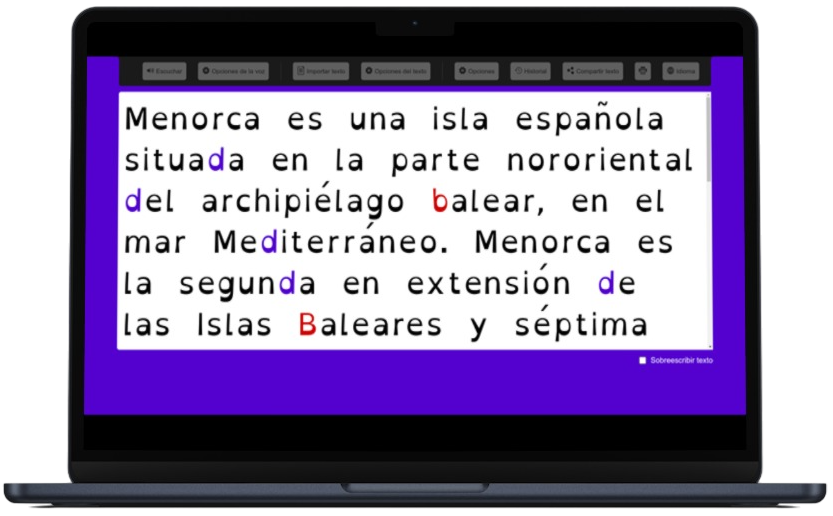 Escuchar Opciones de la voz Importar texto Opciones del texto Opciones Historial Compartir texto Idioma
Menorca es una isla española
situada en la parte nororiental
del archipiélago balear, en el
mar Mediterráneo. Menorca es
la segunda en extensión de
las Islas Baleares y séptima
Sobreescribir texto